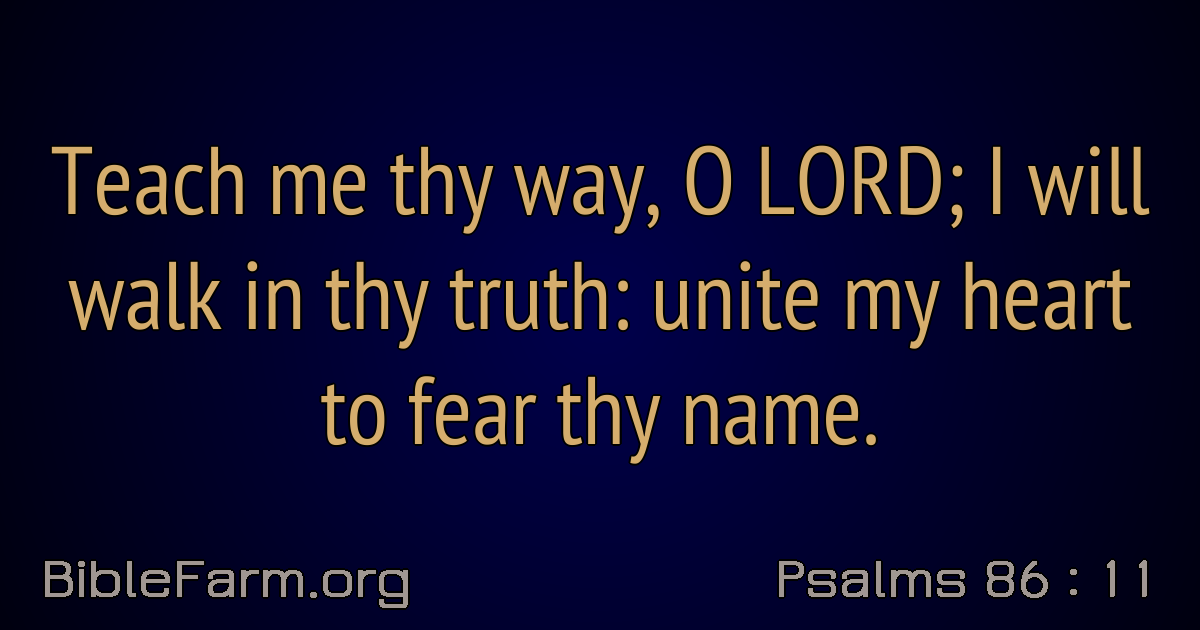 Teach me thy way, O LORD; I will
walk in thy truth: unite my heart
to fear thy name.
BibleFarm.org
Psalms 86 : 11